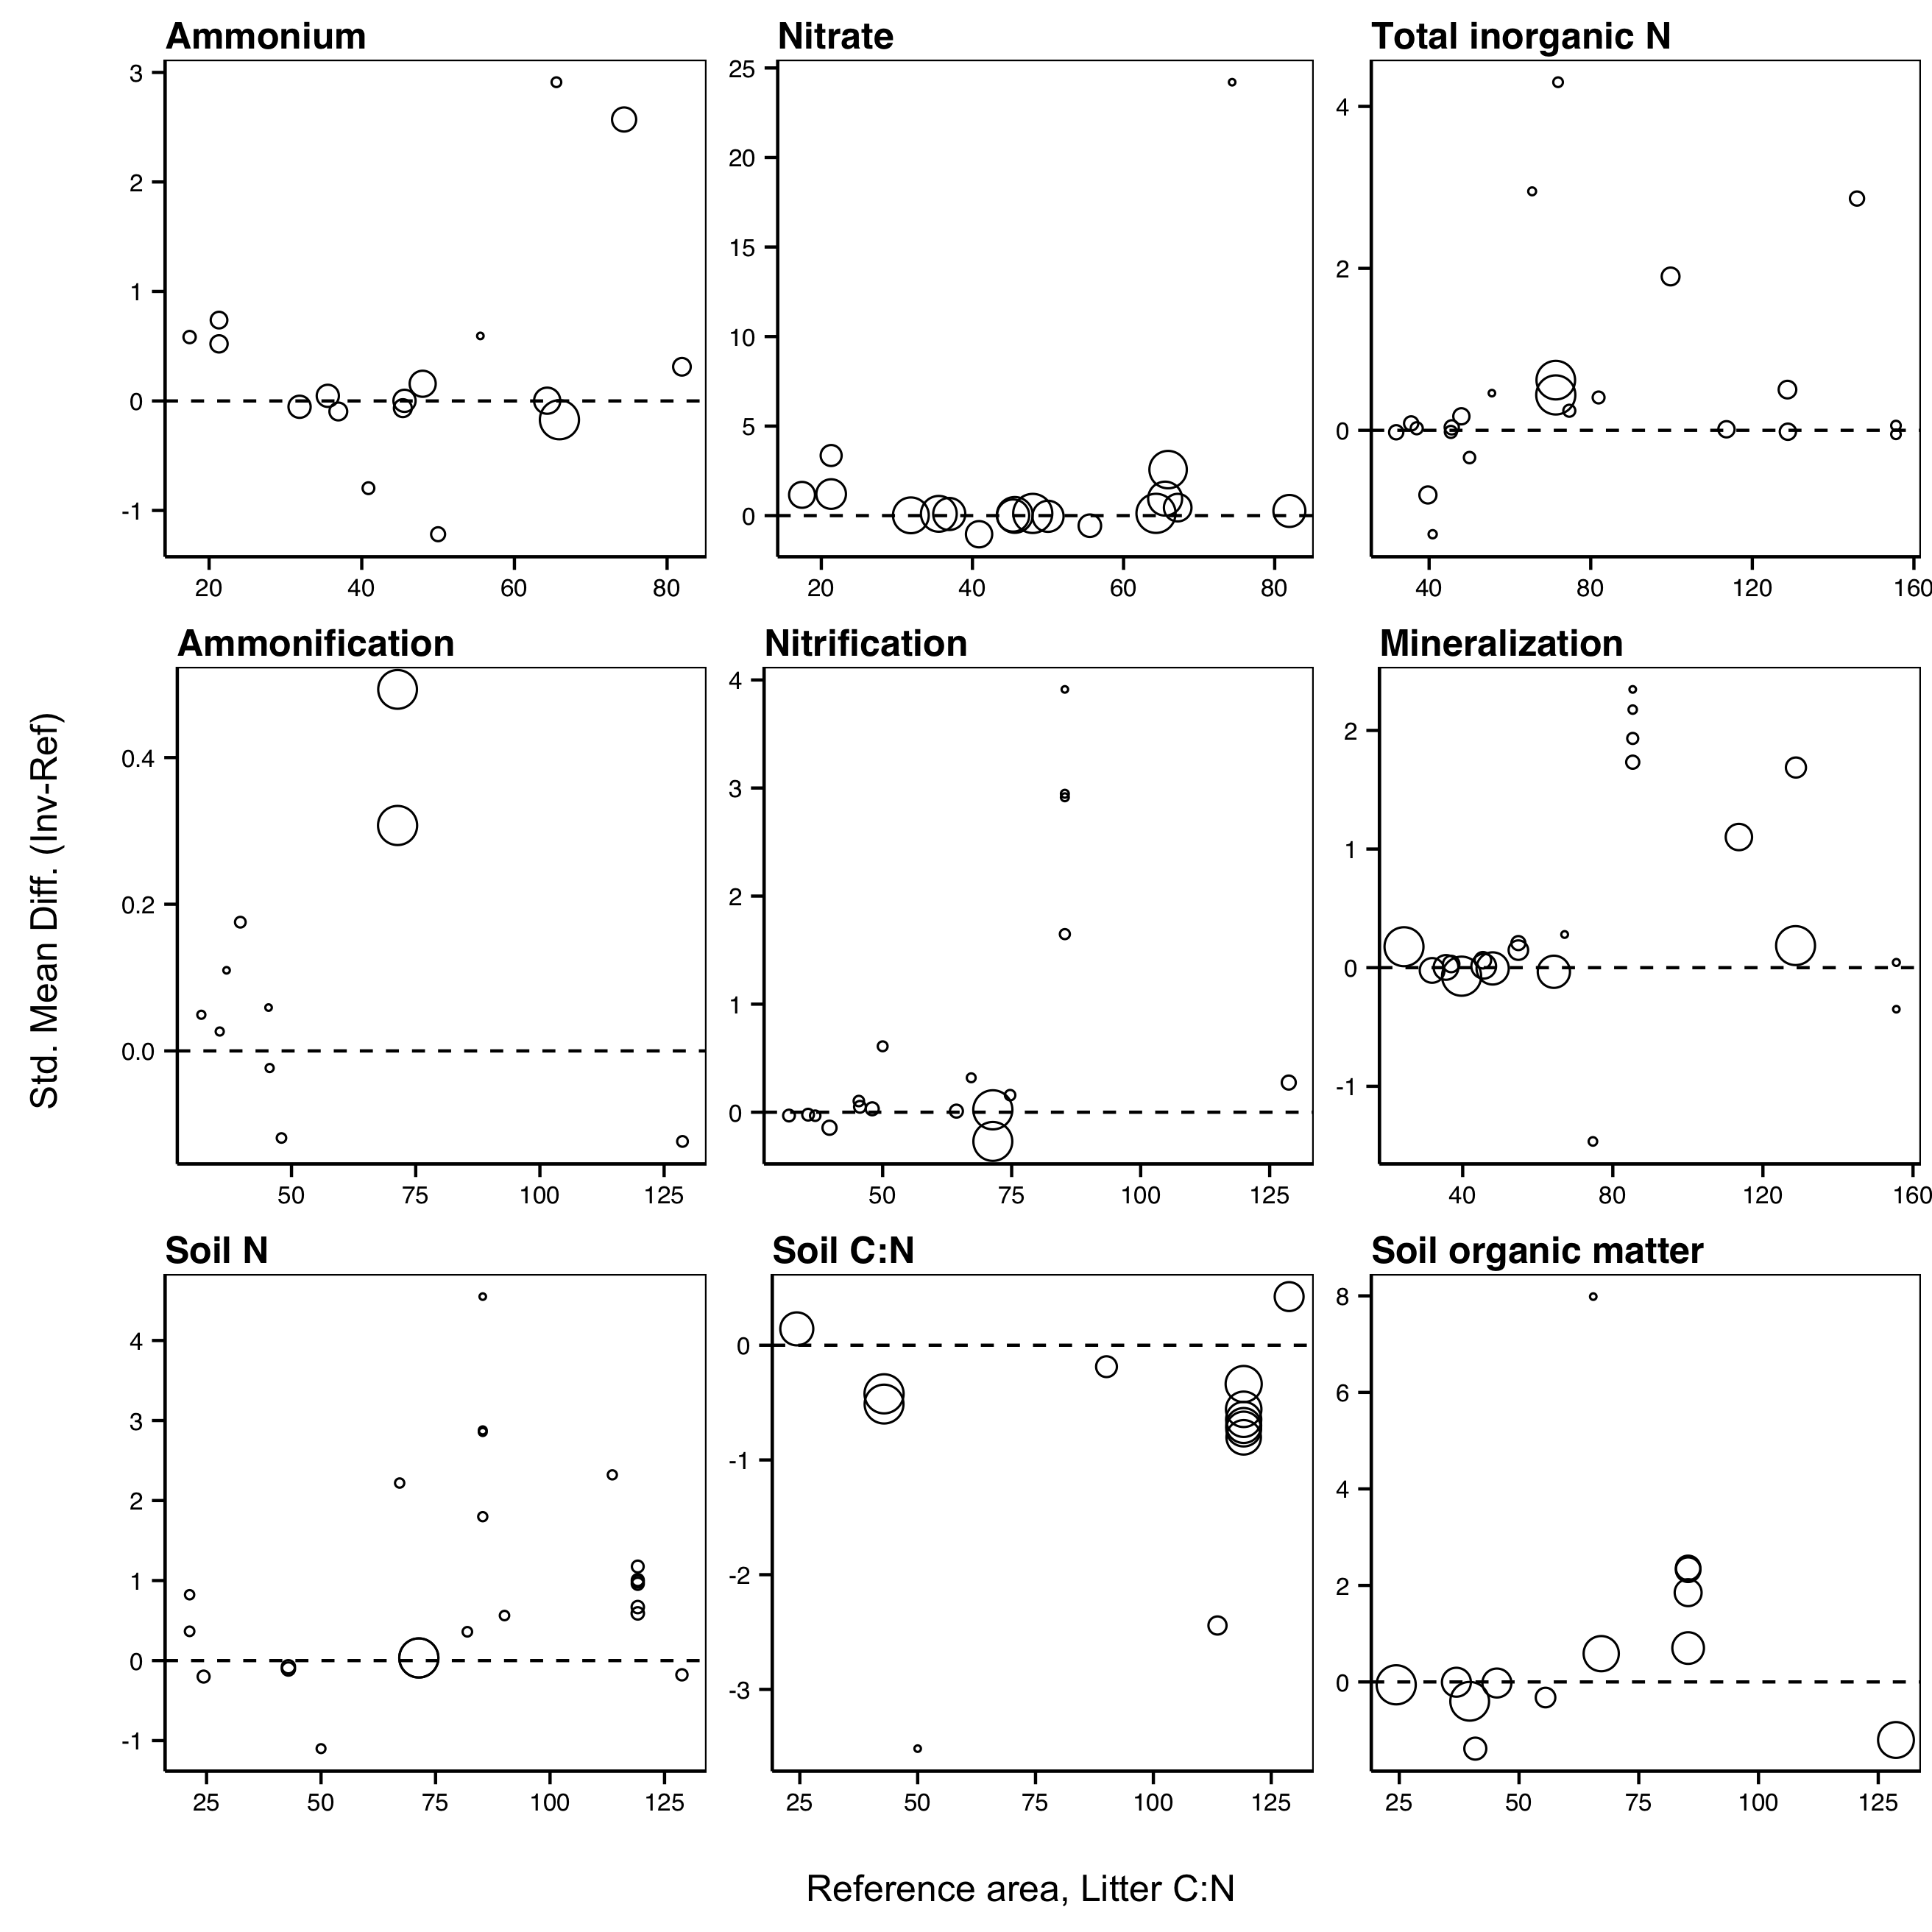 Ammonium
3
2
1
0
-1
20 40 60 80
Nitrate
25
20
15
10
5
0
20 40 60 80
Total inorganic N
4
2
0
40 80 120 160
Std. Mean Diff. (Inv-Ref)
Ammonification
0.4
0.2
0.0
50 75 100 125
Nitrification
4
3
2
1
0
50 75 100 125
Mineralization
2
1
0
-1
40 80 120 160
Soil N
4
3
2
1
0
-1
25 50 75 100 125
Soil C:N
0
-1
-2
-3
25 50 75 100 125
Soil organic matter
8
6
4
2
0
25 50 75 100 125
Reference area, Litter C:N